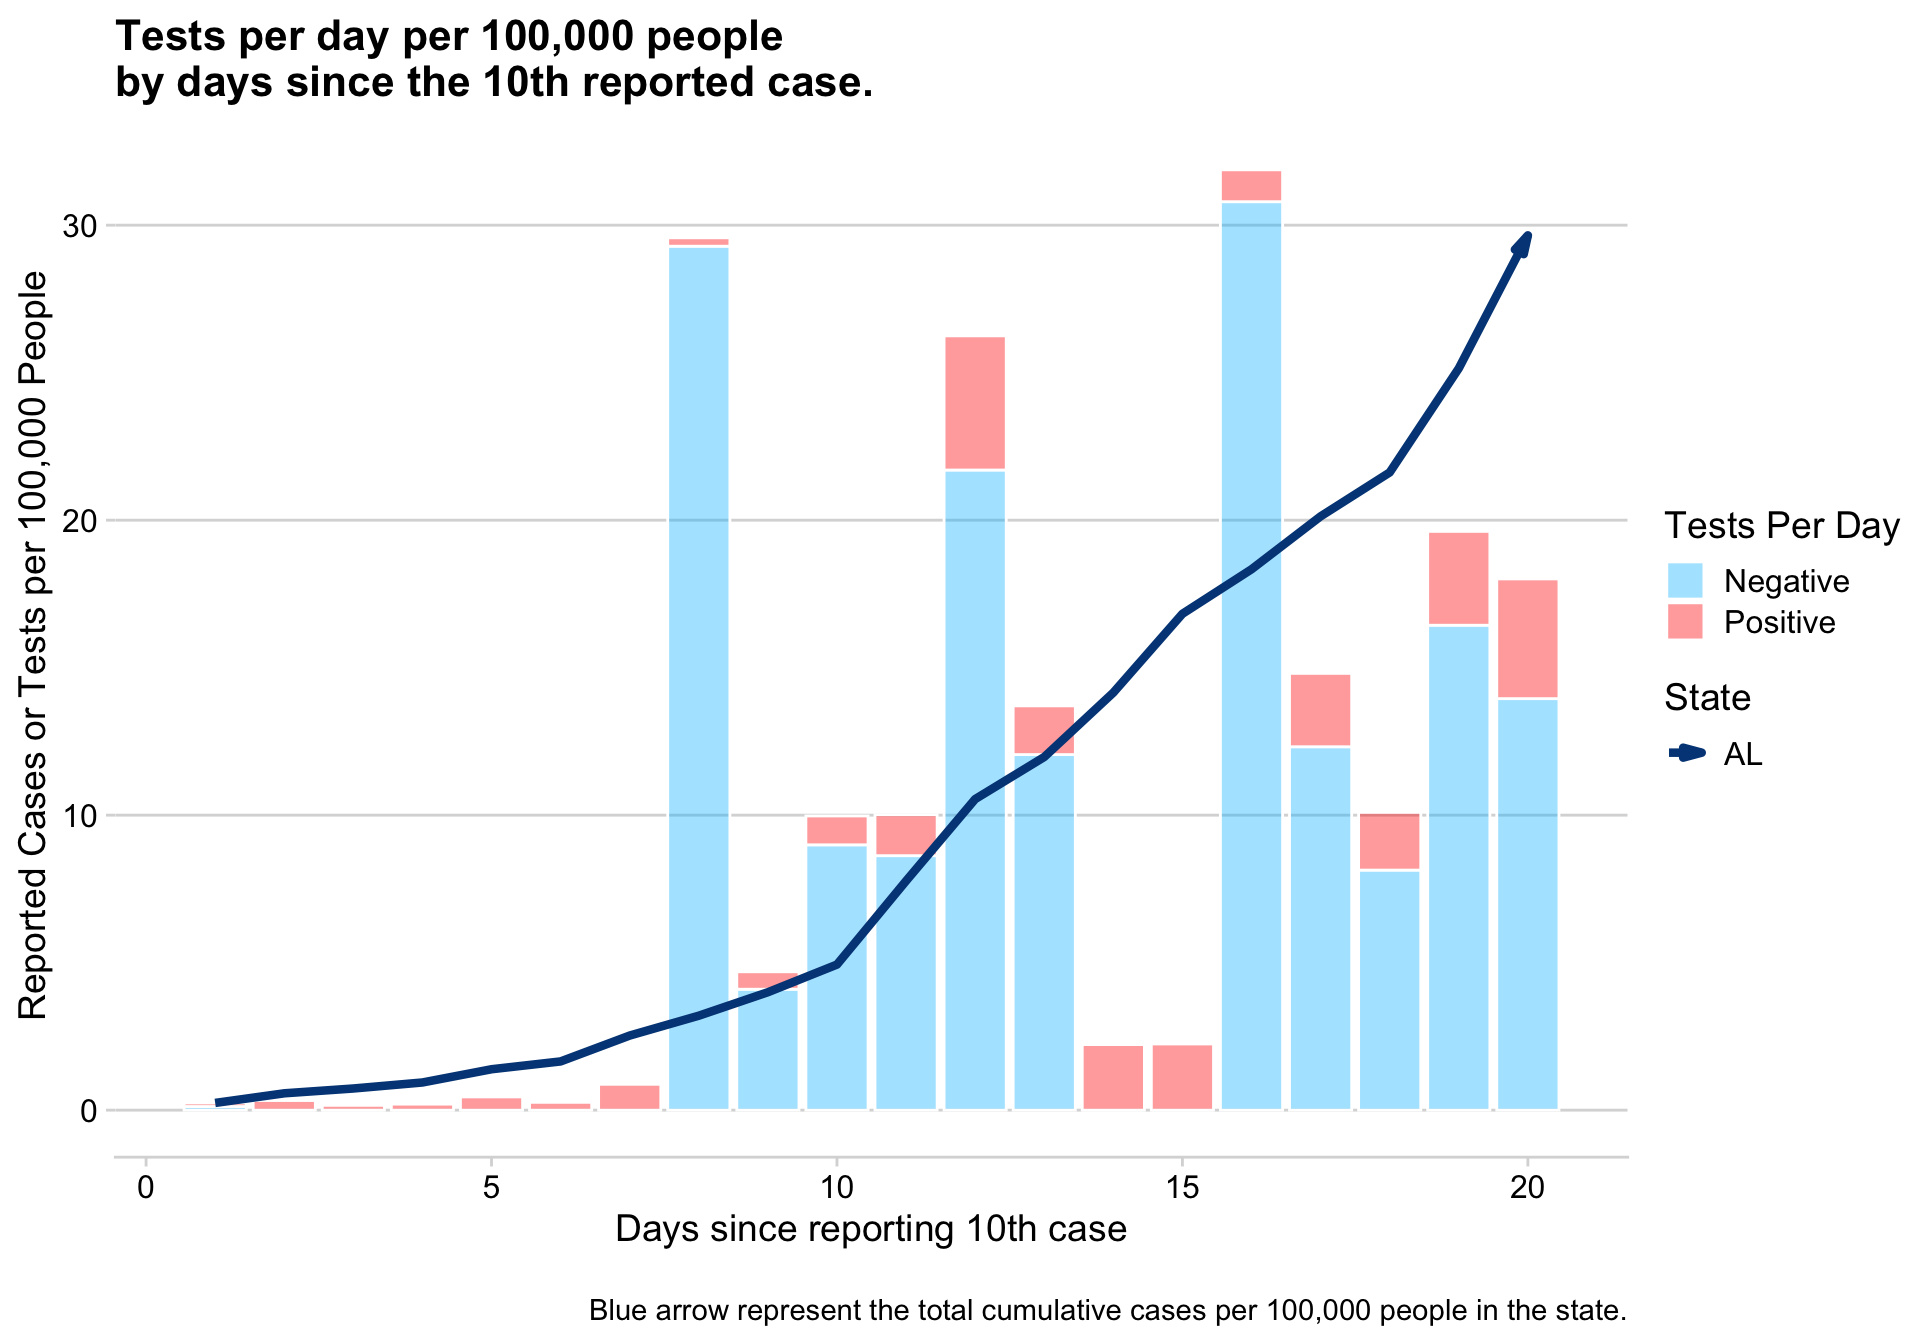 Tests per day per 100,000 people
by days since the 10th reported case.
Reported Cases or Tests per 100,000 People
30
20
10
0
0 5 10 15 20
Days since reporting 10th case
Tests Per Day
Negative
Positive
State
AL
Blue arrow represent the total cumulative cases per 100,000 people in the state.